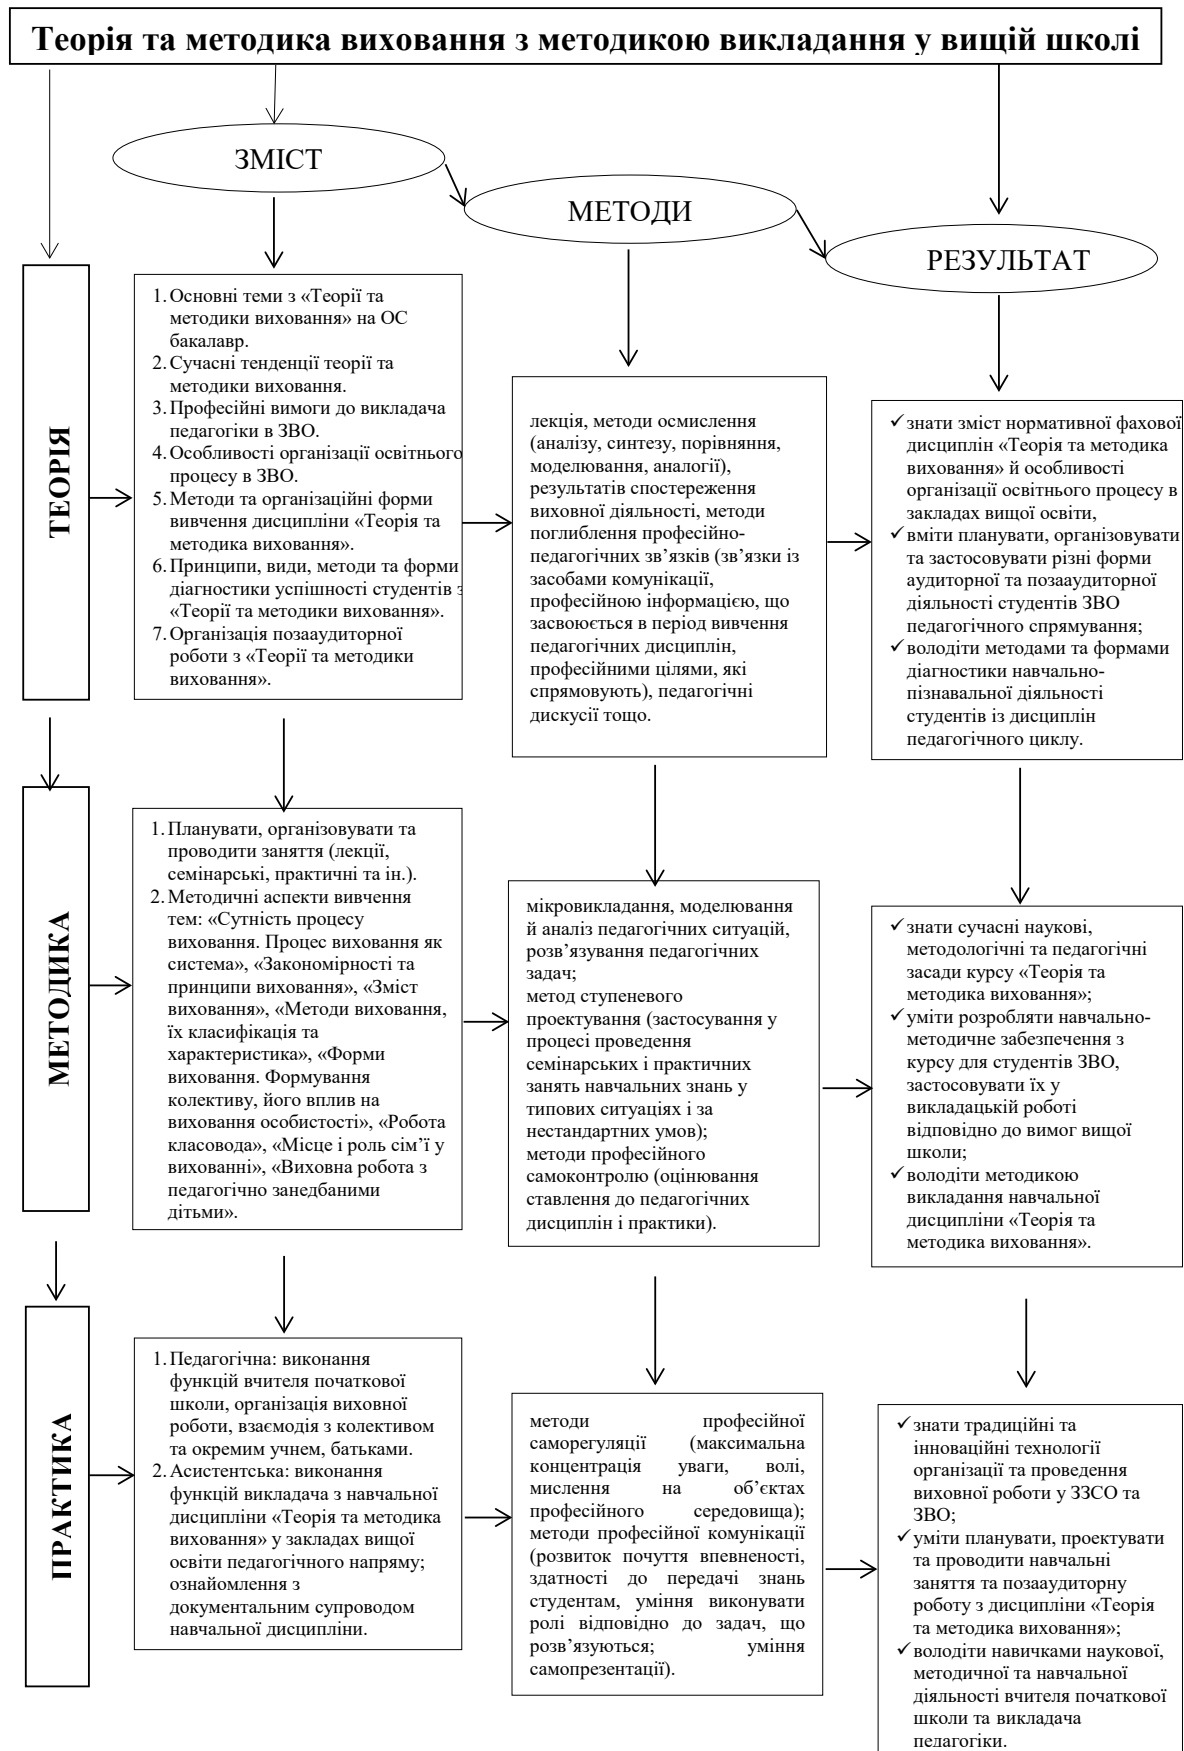 Теорія та методика виховання з методикою викладання у вищій школі
ЗМІСТ
МЕТОДИ
РЕЗУЛЬТАТ
ТЕОРІЯ
1. Основні теми з «Теорії та
методики виховання» на ОС
бакалавр.
2. Сучасні тенденції теорії та
методики виховання.
3. Професійні вимоги до викладача
педагогіки в ЗВО.
4. Особливості організації освітнього
процесу в ЗВО.
5. Методи та організаційні форми
вивчення дисципліни «Теорія та
методика виховання».
6. Принципи, види, методи та форми
діагностики успішності студентів з
«Теорії та методики виховання».
7. Організація позааудиторної
роботи з «Теорії та методики
виховання».
лекція, методи осмислення
(аналізу, синтезу, порівняння,
моделювання, аналогії),
результатів спостереження
виховної діяльності, методи
поглиблення професійно-
педагогічних зв’язків (зв’язки із
засобами комунікації,
професійною інформацією, що
засвоюється в період вивчення
педагогічних дисциплін,
професійними цілями, які
спрямовують), педагогічні
дискусії тощо.
✓ знати зміст нормативної фахової
дисциплін «Теорія та методика
виховання» й особливості
організації освітнього процесу в
закладах вищої освіти,
✓ вміти планувати, організовувати
та застосовувати різні форми
аудиторної та позааудиторної
діяльності студентів ЗВО
педагогічного спрямування;
✓ володіти методами та формами
діагностики навчально-
пізнавальної діяльності
студентів із дисциплін
педагогічного циклу.
МЕТОДИКА
1. Планувати, організовувати та
проводити заняття (лекції,
семінарські, практичні та ін.).
2. Методичні аспекти вивчення
тем: «Сутність процесу
виховання. Процес виховання як
система», «Закономірності та
принципи виховання», «Зміст
виховання», «Методи виховання,
їх класифікація та
характеристика», «Форми
виховання. Формування
колективу, його вплив на
виховання особистості», «Робота
класовода», «Місце і роль сім’ї у
вихованні», «Виховна робота з
педагогічно занедбаними
дітьми».
мікровикладання, моделювання
й аналіз педагогічних ситуацій,
розв’язування педагогічних
задач;
метод ступеневого
проектування (застосування у
процесі проведення
семінарських і практичних
занять навчальних знань у
типових ситуаціях і за
нестандартних умов);
методи професійного
самоконтролю (оцінювання
ставлення до педагогічних
дисциплін і практики).
✓ знати сучасні наукові,
методологічні та педагогічні
засади курсу «Теорія та
методика виховання»;
✓ уміти розробляти навчально-
методичне забезпечення з
курсу для студентів ЗВО,
застосовувати їх у
викладацькій роботі
відповідно до вимог вищої
школи;
✓ володіти методикою
викладання навчальної
дисципліни «Теорія та
методика виховання».
ПРАКТИКА
1. Педагогічна: виконання
функцій вчителя початкової
школи, організація виховної
роботи, взаємодія з колективом
та окремим учнем, батьками.
2. Асистентська: виконання
функцій викладача з навчальної
дисципліни «Теорія та методика
виховання» у закладах вищої
освіти педагогічного напряму;
ознайомлення з
документальним супроводом
навчальної дисципліни.
методи професійної
саморегуляції (максимальна
концентрація уваги, волі,
мислення на об’єктах
професійного середовища);
методи професійної комунікації
(розвиток почуття впевненості,
здатності до передачі знань
студентам, уміння виконувати
ролі відповідно до задач, що
розв’язуються; уміння
самопрезентації).
✓ знати традиційні та
інноваційні технології
організації та проведення
виховної роботи у ЗЗСО та
ЗВО;
✓ уміти планувати, проектувати
та проводити навчальні
заняття та позааудиторну
роботу з дисципліни «Теорія
та методика виховання»;
✓ володіти навичками наукової,
методичної та навчальної
діяльності вчителя початкової
школи та викладача
педагогіки.